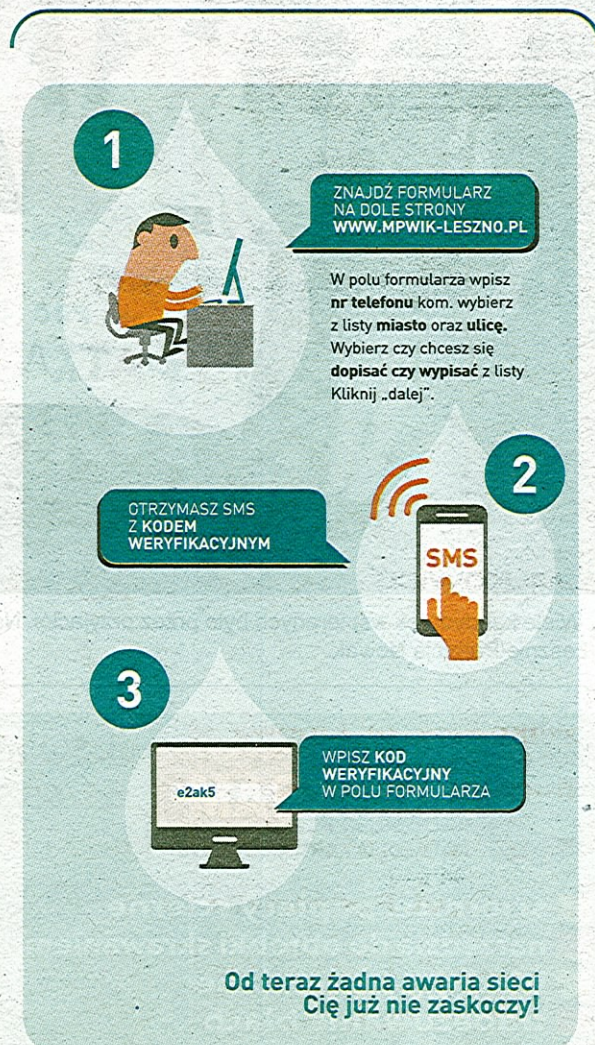 1
ZNAJDŹ FORMULARZ
NA DOLE STRONY
WWW.MPWIK-LESZNO.PL
W polu formularza wpisz
nr telefonu kom. wybierz
z listy miasto oraz ulicę.
Wybierz czy chcesz się
dopisać czy wypisać z listy
Kliknij „dalej”.
2
OTRZYMASZ SMS
Z KODEM
WERYFIKACYJNYM
SMS
3
WPISZ KOD
WERYFIKACYJNY
W POLU FORMULARZA
e2ak5
Od teraz żadna awaria sieci
Cię już nie zaskoczy!